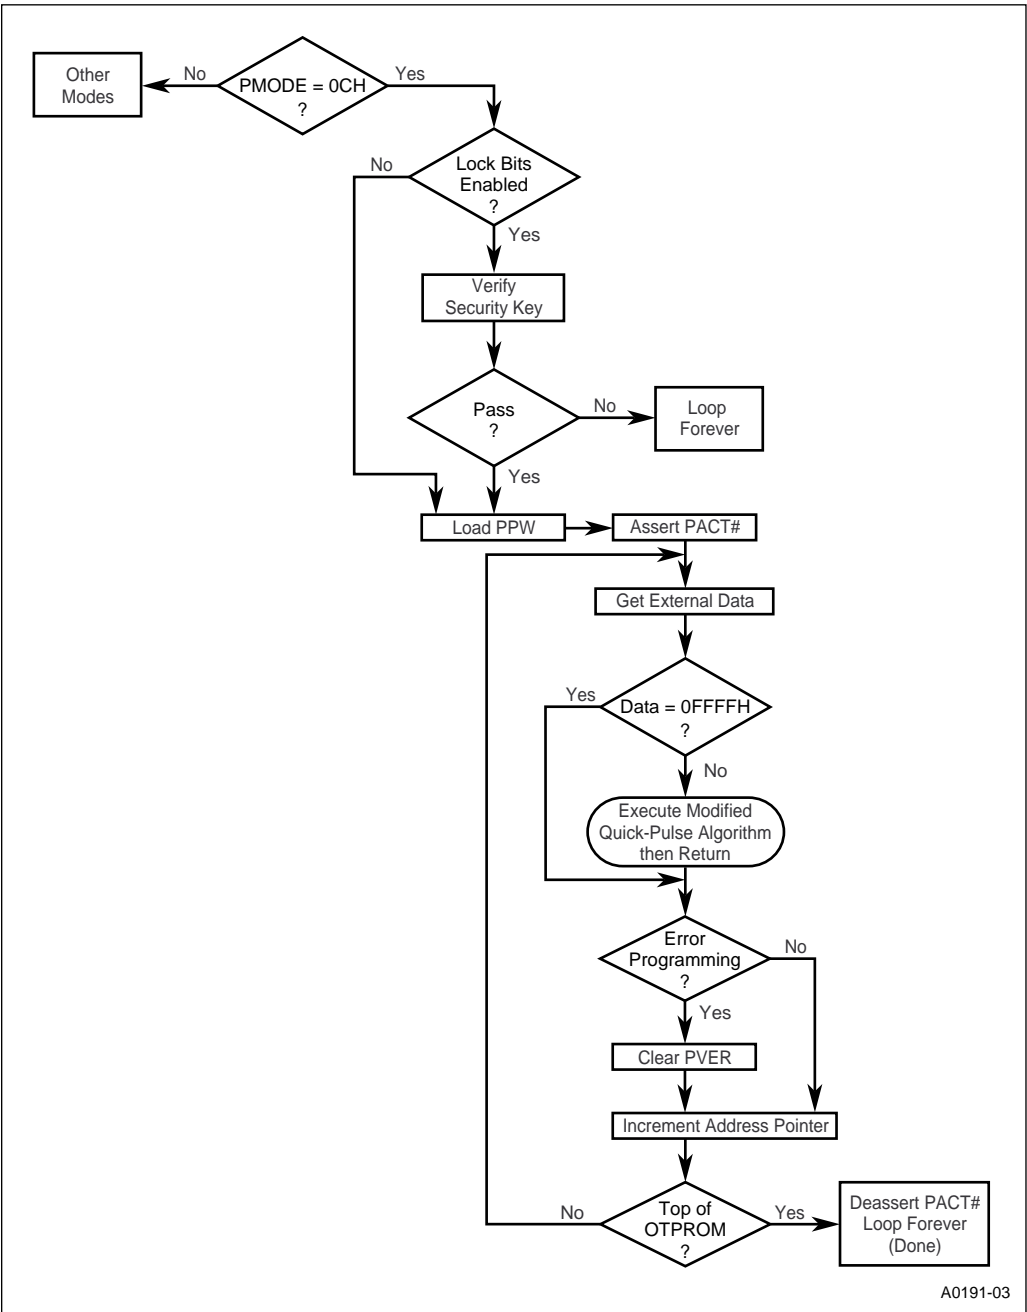 Other
Modes
No
PMODE = 0CH
?
Yes
No
Lock Bits
Enabled
?
Yes
Verify
Security Key
Pass
?
No
Loop
Forever
Yes
Load PPW
Assert PACT#
Get External Data
Yes
Data = 0FFFFH
?
No
Execute Modified
Quick-Pulse Algorithm
then Return
Error
Programming
?
No
Yes
Clear PVER
Increment Address Pointer
No
Top of
OTPROM
?
Yes
Deassert PACT#
Loop Forever
(Done)
A0191-03